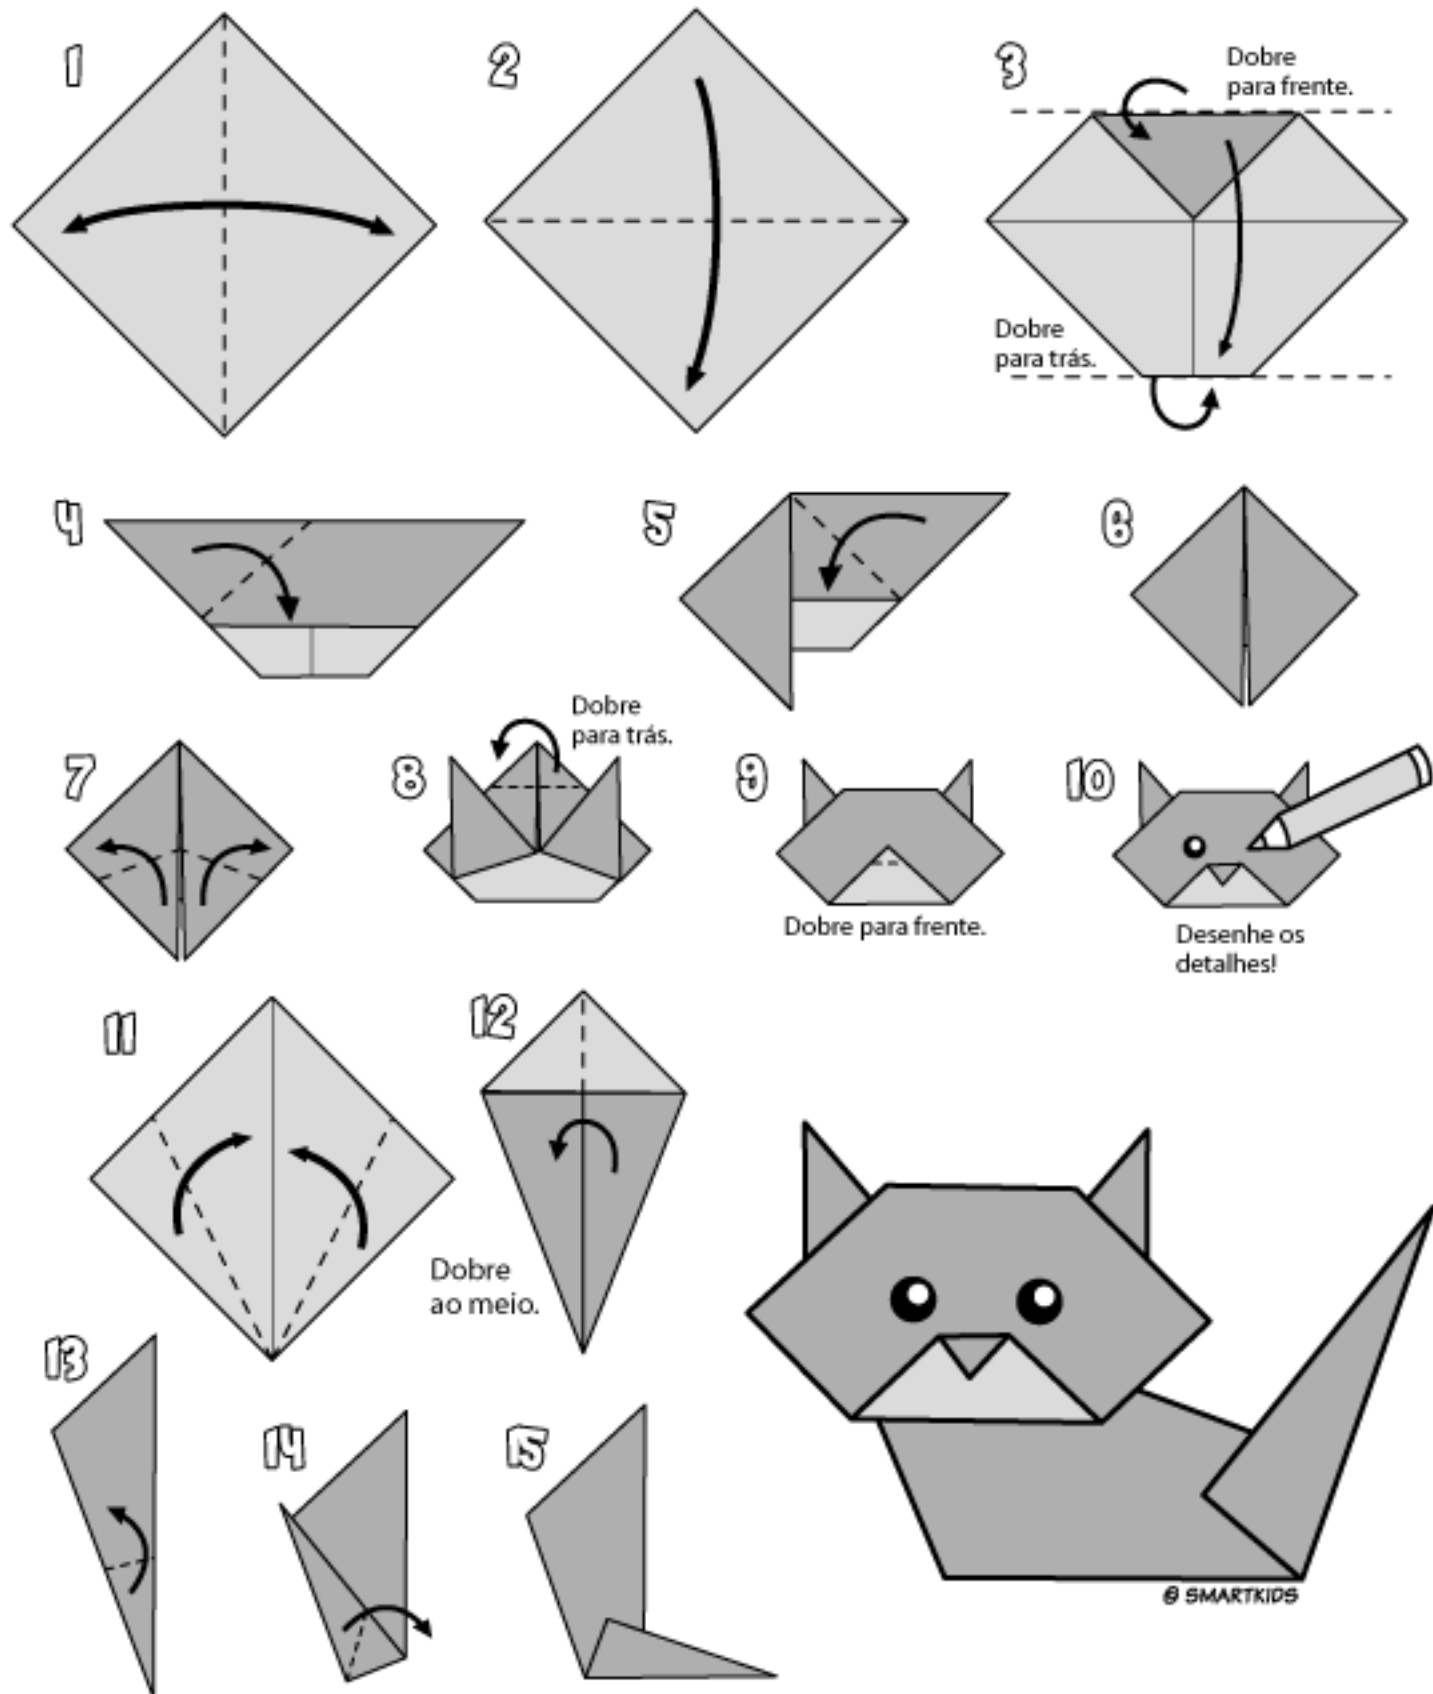 1
2
3
Dobre
para frente.
Dobre
para trás.
4
5
6
7
8
Dobre
para trás.
9
Dobre para frente.
10
Desenhe os
detalhes!
11
12
Dobre
ao meio.
13
14
15
© SMARTKIDS